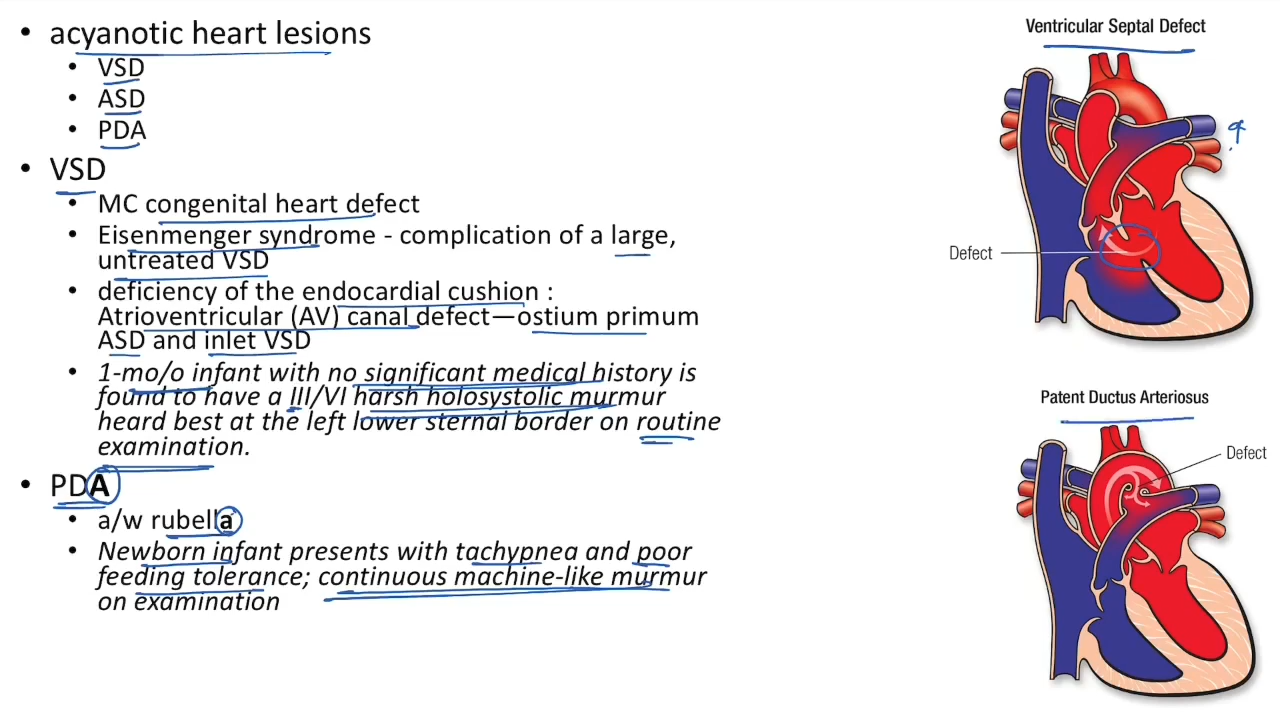 acyanotic heart lesions
VSD
ASD
PDA
VSD
MC congenital heart defect
Eisenmenger syndrome - complication of a large,
untreated VSD
deficiency of the endocardial cushion :
Atrioventricular (AV) canal defect—ostium primum
ASD and inlet VSD
1-mo/o infant with no significant medical history is
found to have a III/VI harsh holosystolic murmur
heard best at the left lower sternal border on routine
examination.
PDA
a/w rubella
Newborn infant presents with tachypnea and poor
feeding tolerance; continuous machine-like murmur
on examination
Ventricular Septal Defect
Defect
Patent Ductus Arteriosus
Defect